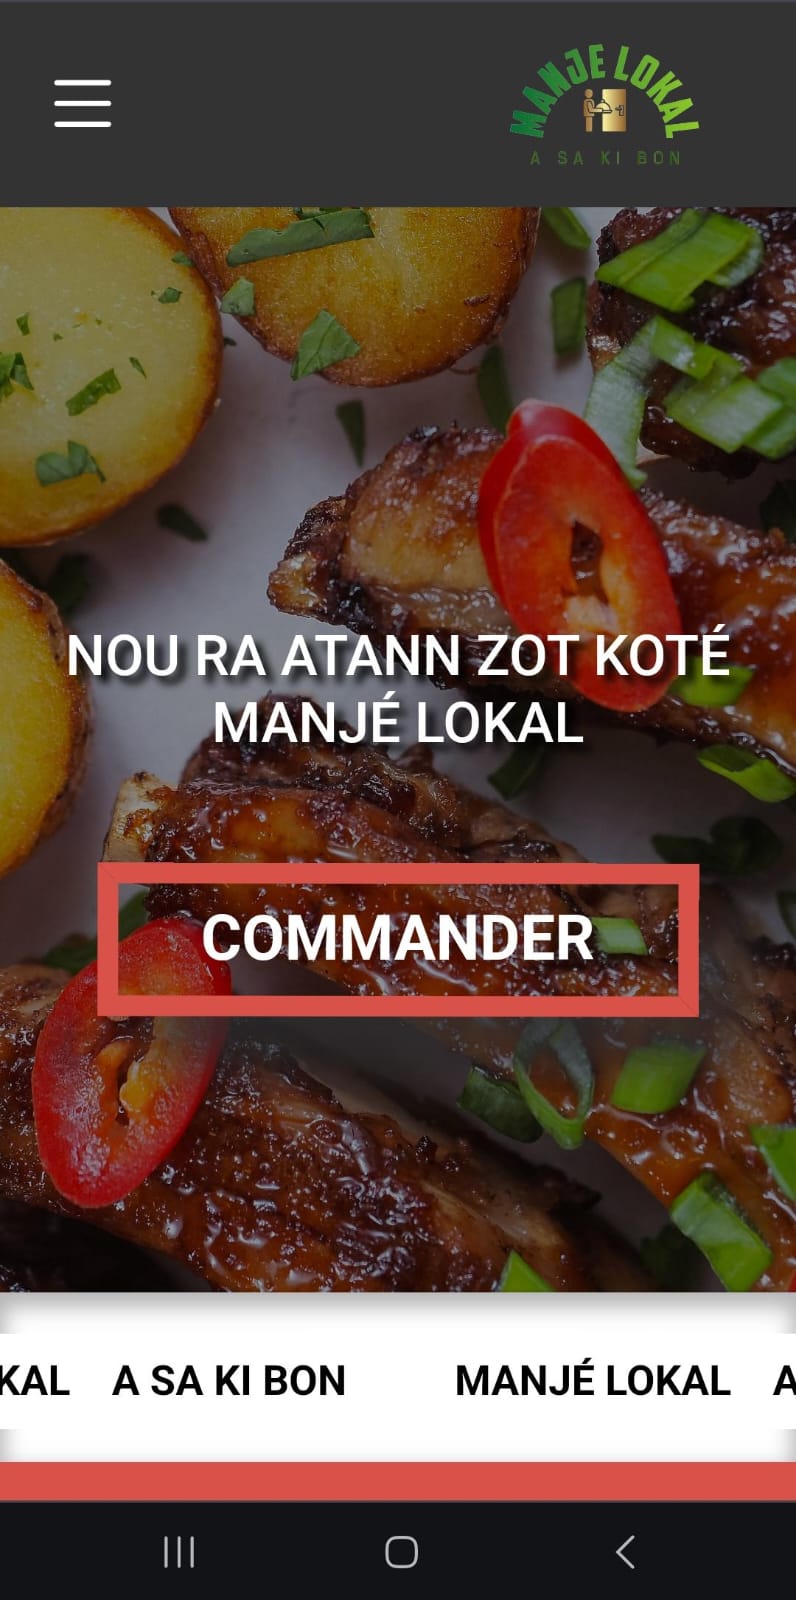 MANJE LOKAL
A SA KI BON
NOU RA ATANN ZOT KOTÉ
MANJÉ LOKAL
COMMANDER
KAL A SA KI BON MANJÉ LOKAL A